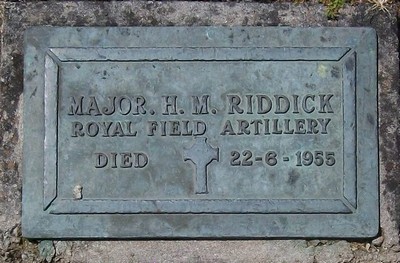 MAJOR. H. M. RIDDICK
ROYAL FIELD ARTILLERY
DIED 22-6-1955